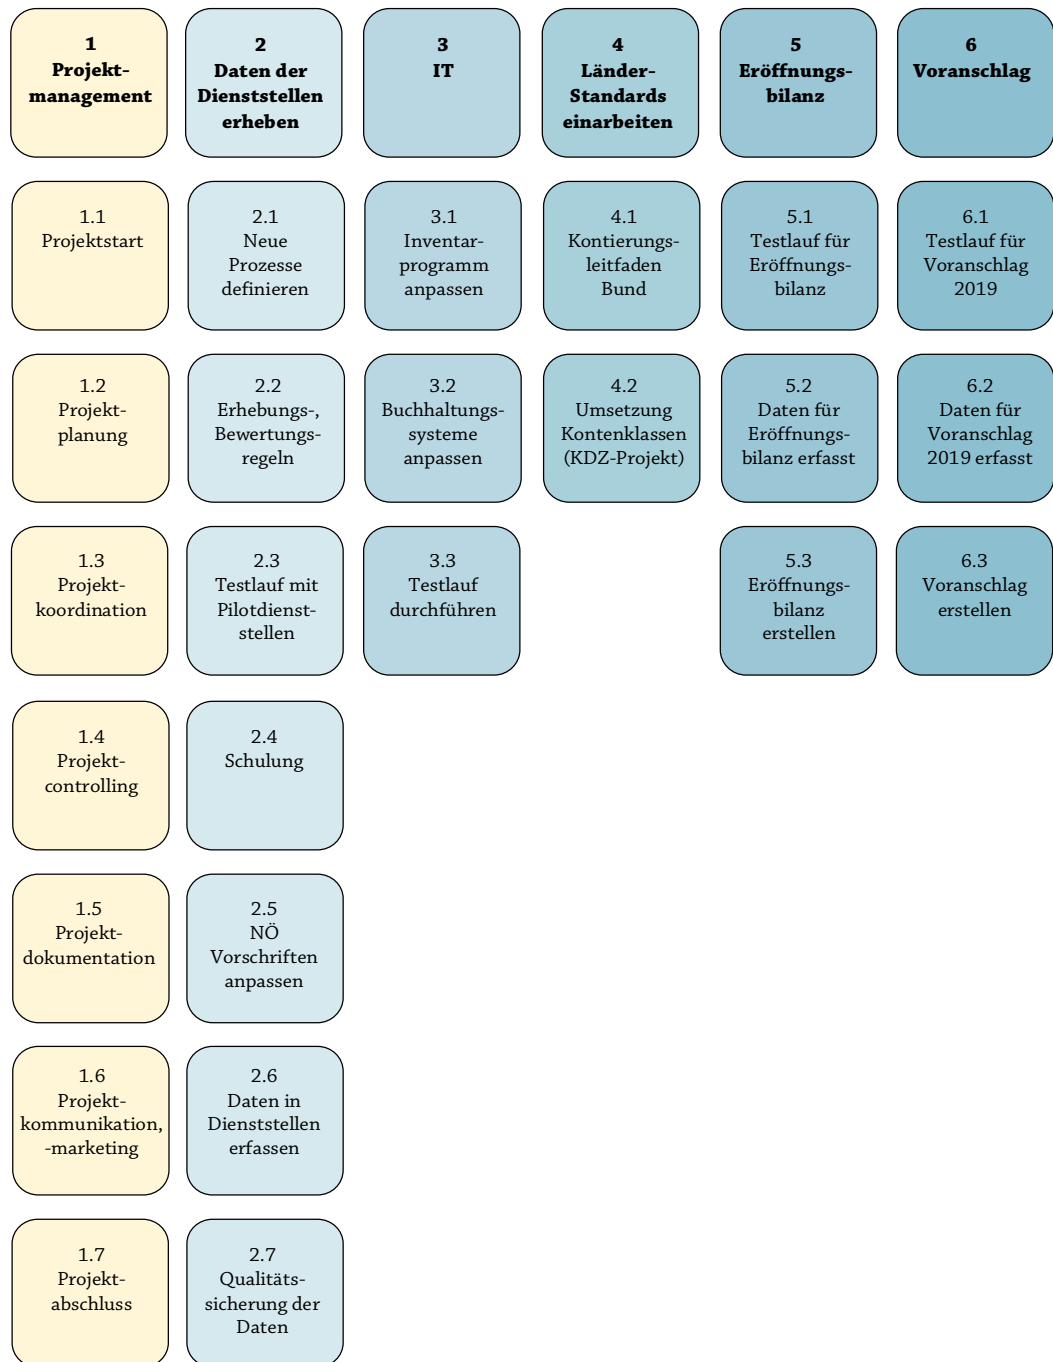 1
Projekt-
management
2
Daten der
Dienststellen
erheben
3
IT
4
Länder-
Standards
einarbeiten
5
Eröffnungs-
bilanz
6
Voranschlag
1.1
Projektstart
2.1
Neue
Prozesse
definieren
3.1
Inventar-
programm
anpassen
4.1
Kontierungs-
leitfaden
Bund
5.1
Testlauf für
Eröffnungs-
bilanz
6.1
Testlauf für
Voranschlag
2019
1.2
Projekt-
planung
2.2
Erhebungs-,
Bewertungs-
regeln
3.2
Buchhaltungs-
systeme
anpassen
4.2
Umsetzung
Kontenklassen
(KDZ-Projekt)
5.2
Daten für
Eröffnungs-
bilanz erfasst
6.2
Daten für
Voranschlag
2019 erfasst
1.3
Projekt-
koordination
2.3
Testlauf mit
Pilotdienst-
stellen
3.3
Testlauf
durchführen
5.3
Eröffnungs-
bilanz
erstellen
6.3
Voranschlag
erstellen
1.4
Projekt-
controlling
2.4
Schulung
1.5
Projekt-
dokumentation
2.5
NÖ
Vorschriften
anpassen
1.6
Projekt-
kommunikation,
-marketing
2.6
Daten in
Dienststellen
erfassen
1.7
Projekt-
abschluss
2.7
Qualitäts-
sicherung der
Daten